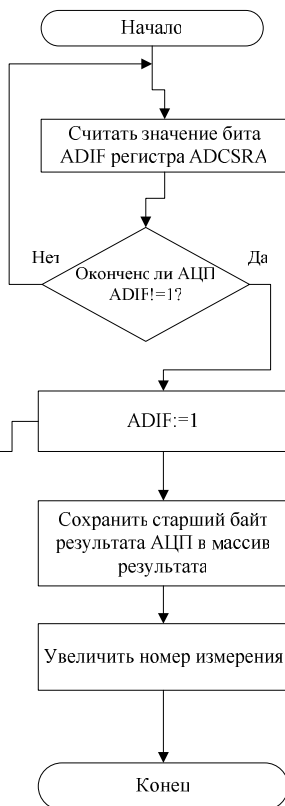 Начало
Считать значение бита
ADIF регистра ADCSRA
Нет
Да
Окончено ли АЦП
ADIF!=1?
ADIF:=1
Сохранить старший байт
результата АЦП в массив
результата
Увеличить номер измерения
Конец